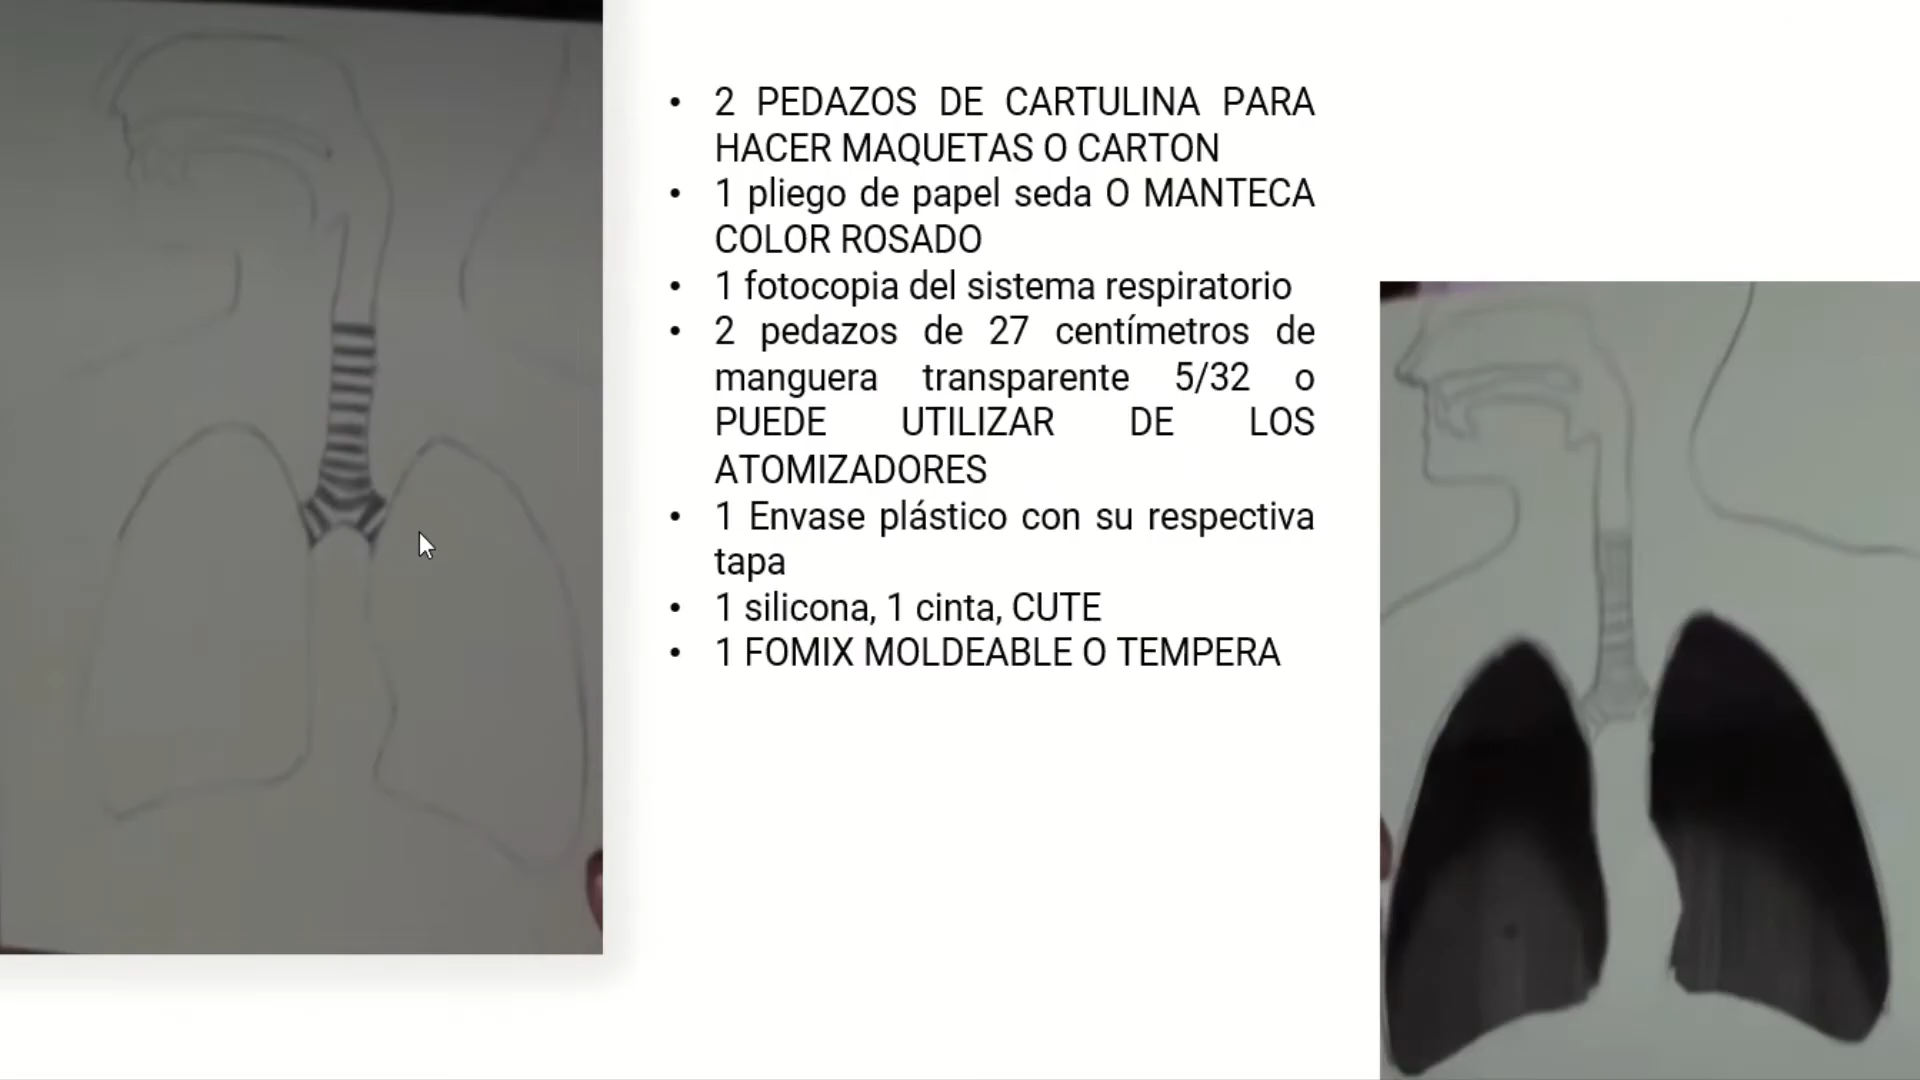 • 2 PEDAZOS DE CARTULINA PARA
HACER MAQUETAS O CARTON
• 1 pliego de papel seda O MANTECA
COLOR ROSADO
• 1 fotocopia del sistema respiratorio
• 2 pedazos de 27 centímetros de
manguera transparente 5/32 o
PUEDE UTILIZAR DE LOS
ATOMIZADORES
• 1 Envase plástico con su respectiva
tapa
• 1 silicona, 1 cinta, CUTE
• 1 FOMIX MOLDEABLE O TEMPERA